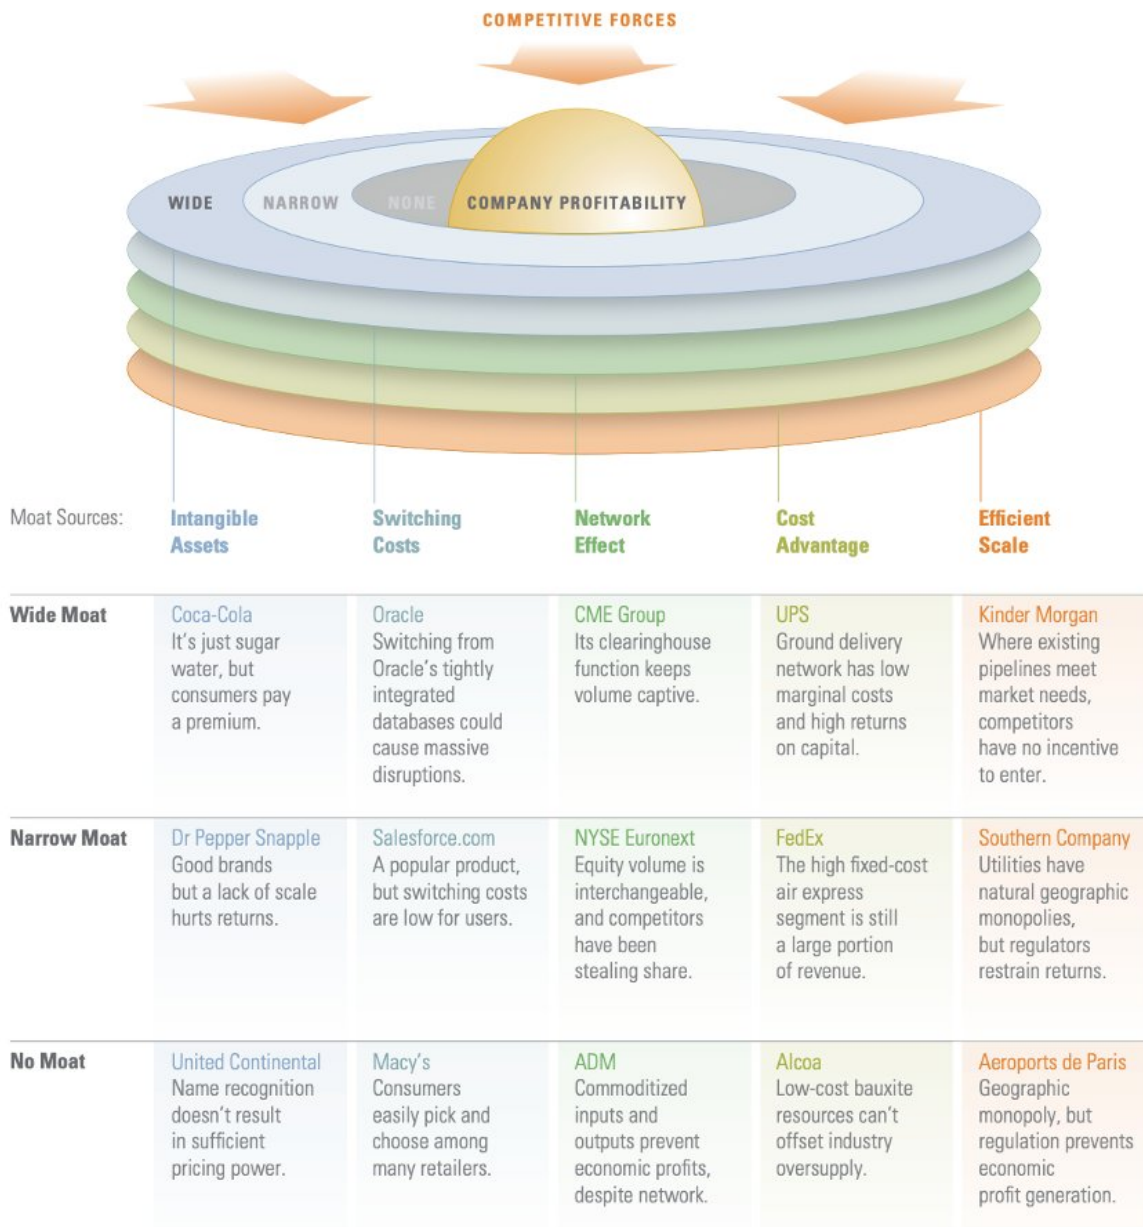 COMPETITIVE FORCES
WIDE
NARROW
NONE
COMPANY PROFITABILITY
Moat Sources:
Intangible
Assets
Switching
Costs
Network
Effect
Cost
Advantage
Efficient
Scale
Wide Moat
Coca-Cola
It's just sugar
water, but
consumers pay
a premium.
Oracle
Switching from
Oracle's tightly
integrated
databases could
cause massive
disruptions.
CME Group
Its clearinghouse
function keeps
volume captive.
UPS
Ground delivery
network has low
marginal costs
and high returns
on capital.
Kinder Morgan
Where existing
pipelines meet
market needs,
competitors
have no incentive
to enter.
Narrow Moat
Dr Pepper Snapple
Good brands
but a lack of scale
hurts returns.
Salesforce.com
A popular product,
but switching costs
are low for users.
NYSE Euronext
Equity volume is
interchangeable,
and competitors
have been
stealing share.
FedEx
The high fixed-cost
air express
segment is still
a large portion
of revenue.
Southern Company
Utilities have
natural geographic
monopolies,
but regulators
restrain returns.
No Moat
United Continental
Name recognition
doesn't result
in sufficient
pricing power.
Macy's
Consumers
easily pick and
choose among
many retailers.
ADM
Commoditized
inputs and
outputs prevent
economic profits,
despite network.
Alcoa
Low-cost bauxite
resources can't
offset industry
oversupply.
Aeroports de Paris
Geographic
monopoly, but
regulation prevents
economic
profit generation.